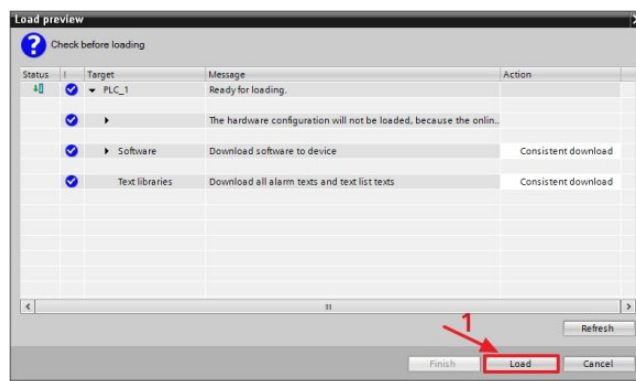 Load preview
Check before loading
Status I Target Message Action
PLC_1 Ready for loading.
The hardware configuration will not be loaded, because the onlin..
Software Download software to device Consistent download
Text libraries Download all alarm texts and text list texts Consistent download
1
Refresh
Finish Load Cancel